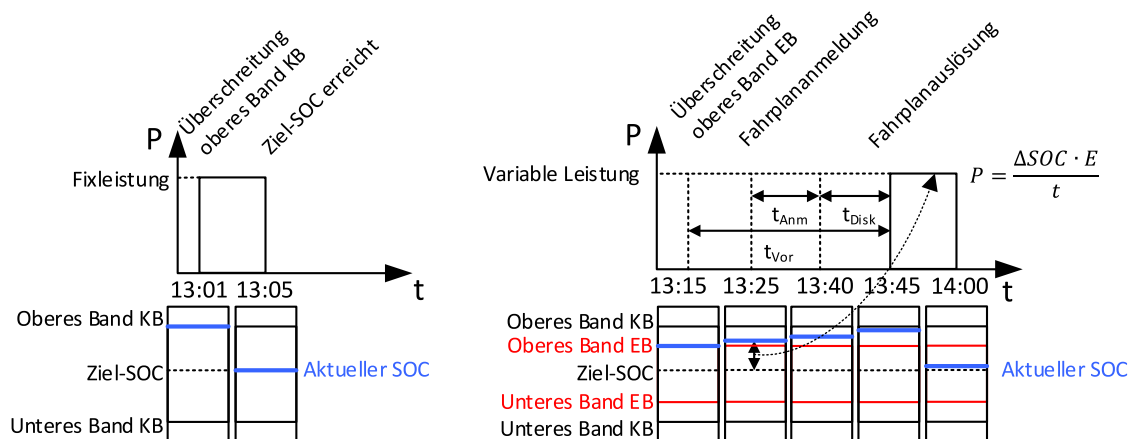 Überschreitung
oberes Band KB
Ziel-SOC erreicht
P
Fixleistung
t
13:01 13:05
Oberes Band KB
Ziel-SOC
Aktueller SOC
Unteres Band KB
Überschreitung
oberes Band EB
Fahrplananmeldung
Fahrplanauslösung
P
Variable Leistung
P = ΔSOC · E / t
tAnm tDisk
tVor
t
13:15 13:25 13:40 13:45 14:00
Oberes Band KB
Oberes Band EB
Ziel-SOC
Aktueller SOC
Unteres Band EB
Unteres Band KB